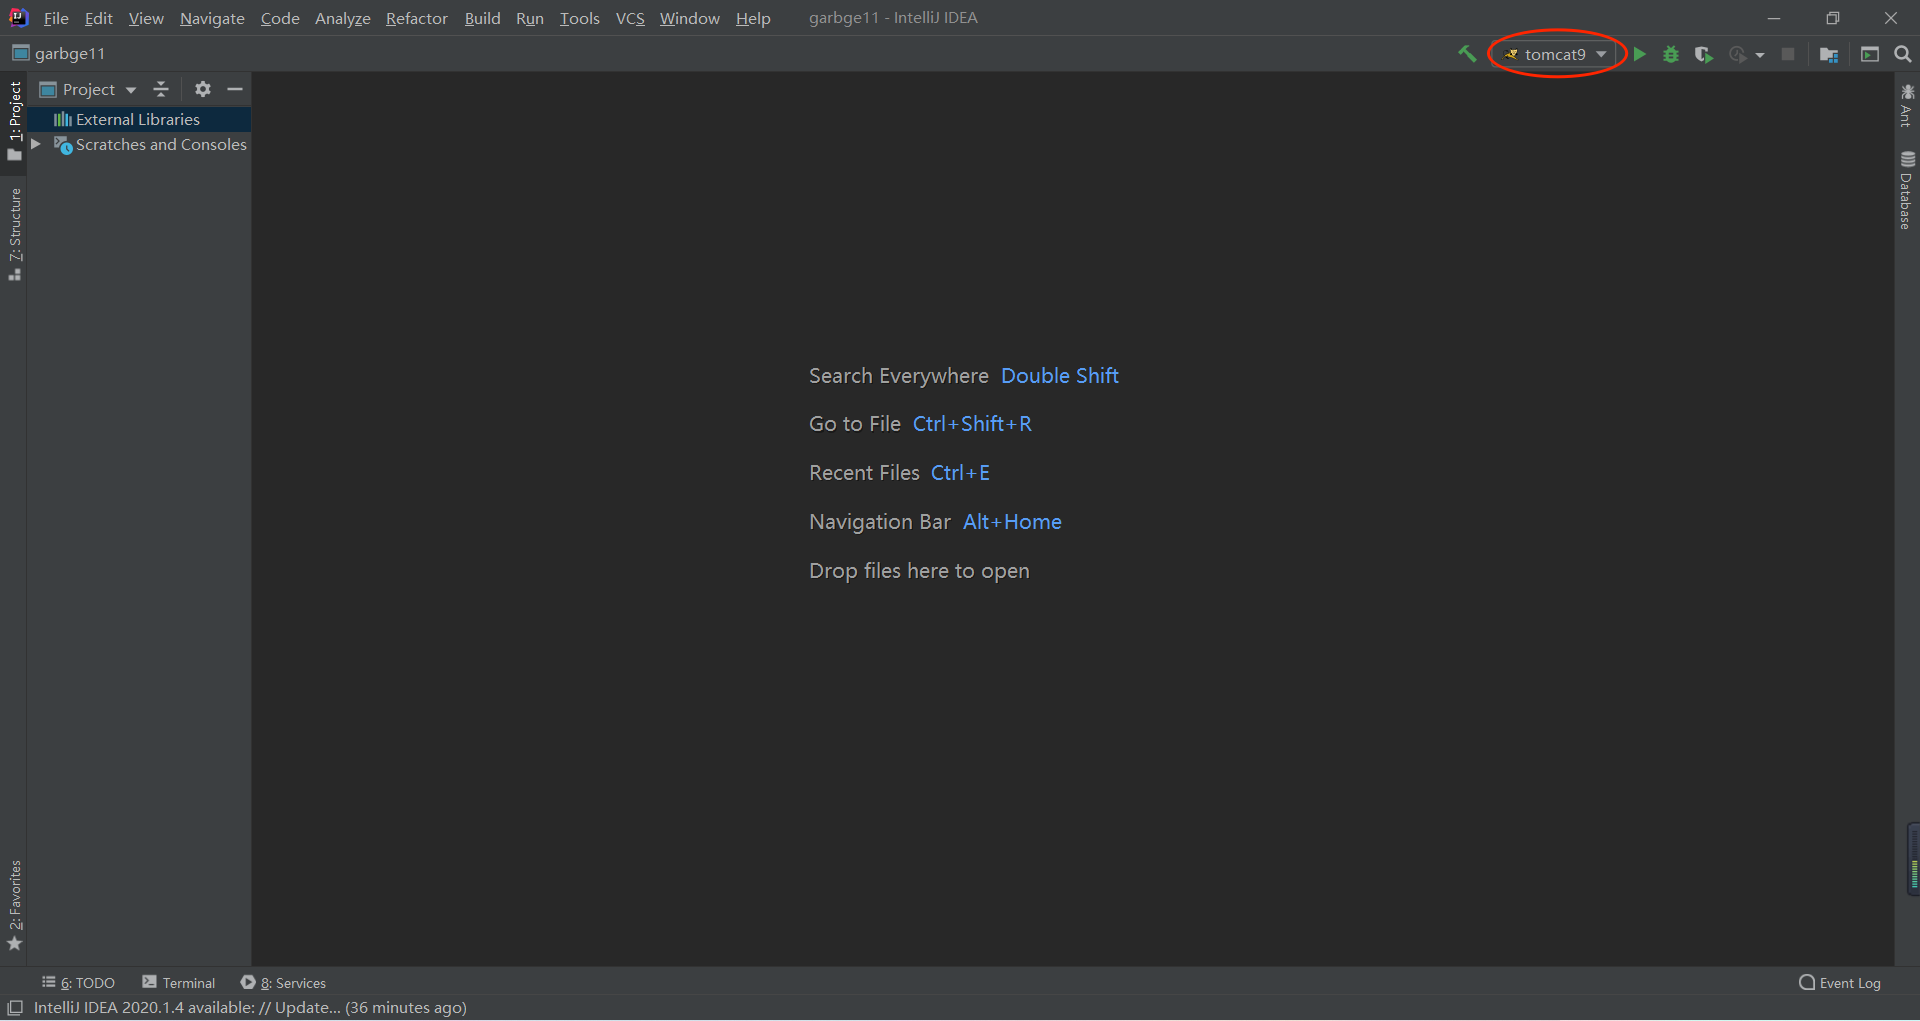 File Edit View Navigate Code Analyze Refactor Build Run Tools VCS Window Help garbge11 - IntelliJ IDEA
garbge11 tomcat9
Project
External Libraries
Scratches and Consoles
1: Project
7: Structure
2: Favorites
Ant
Database
Search Everywhere Double Shift
Go to File Ctrl+Shift+R
Recent Files Ctrl+E
Navigation Bar Alt+Home
Drop files here to open
6: TODO Terminal 8: Services Event Log
IntelliJ IDEA 2020.1.4 available: // Update... (36 minutes ago)